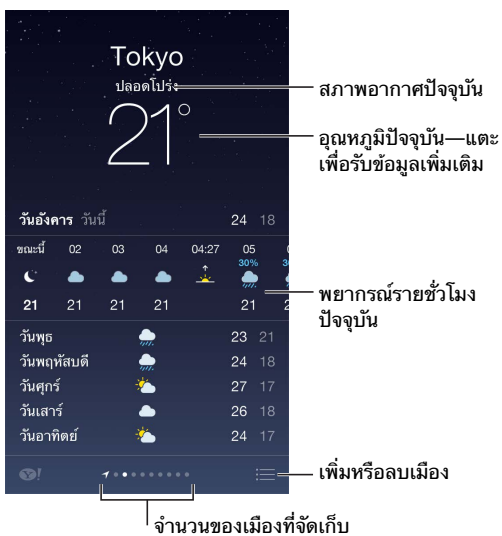 Tokyo
ปลอดโปร่ง
21°
สภาพอากาศปัจจุบัน
อุณหภูมิปัจจุบัน—แตะ
เพื่อรับข้อมูลเพิ่มเติม
วันอังคาร วันนี้ 24 18
ขณะนี้ 02 03 04 04:27 05
30%
21 21 21 21 21 2
พยากรณ์รายชั่วโมง
ปัจจุบัน
วันพุธ 23 21
วันพฤหัสบดี 24 18
วันศุกร์ 27 17
วันเสาร์ 26 18
วันอาทิตย์ 24 17
Y!
เพิ่มหรือลบเมือง
จำนวนของเมืองที่จัดเก็บ